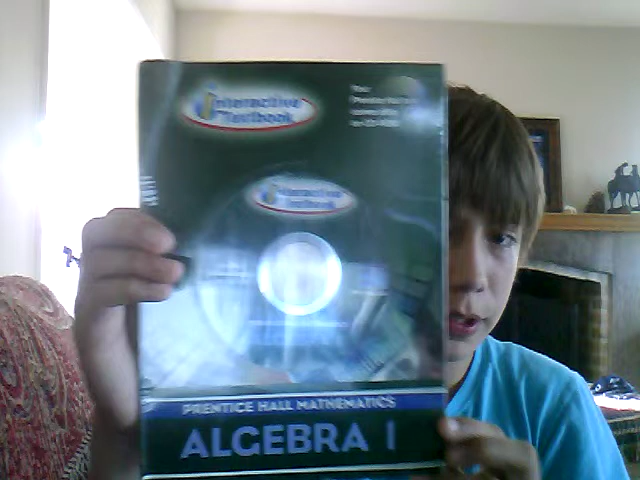 interactive
Textbook
interactive
Textbook
PRENTICE HALL MATHEMATICS
ALGEBRA 1